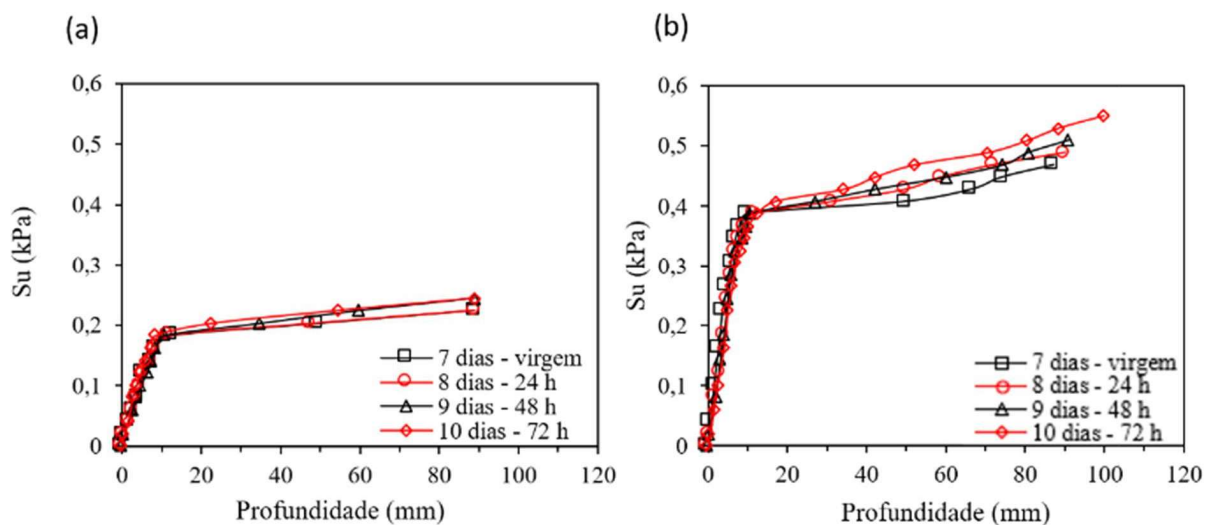 (a)
Su (kPa)
0,6
0,5
0,4
0,3
0,2
0,1
0
7 dias - virgem
8 dias - 24 h
9 dias - 48 h
10 dias - 72 h
0 20 40 60 80 100 120
Profundidade (mm)
(b)
Su (kPa)
0,6
0,5
0,4
0,3
0,2
0,1
0
7 dias - virgem
8 dias - 24 h
9 dias - 48 h
10 dias - 72 h
0 20 40 60 80 100 120
Profundidade (mm)